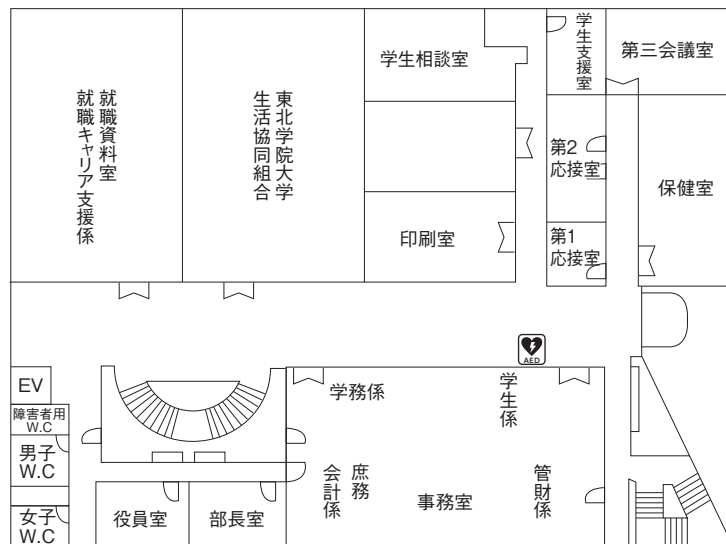 就職資料室
就職キャリア支援係
東北学院大学
生活協同組合
学生相談室
学生支援室
第三会議室
第2
応接室
保健室
印刷室
第1
応接室
AED
EV
障害者用
W.C
男子
W.C
女子
W.C
学務係
学生係
庶務
会計係
事務室
管財係
役員室
部長室